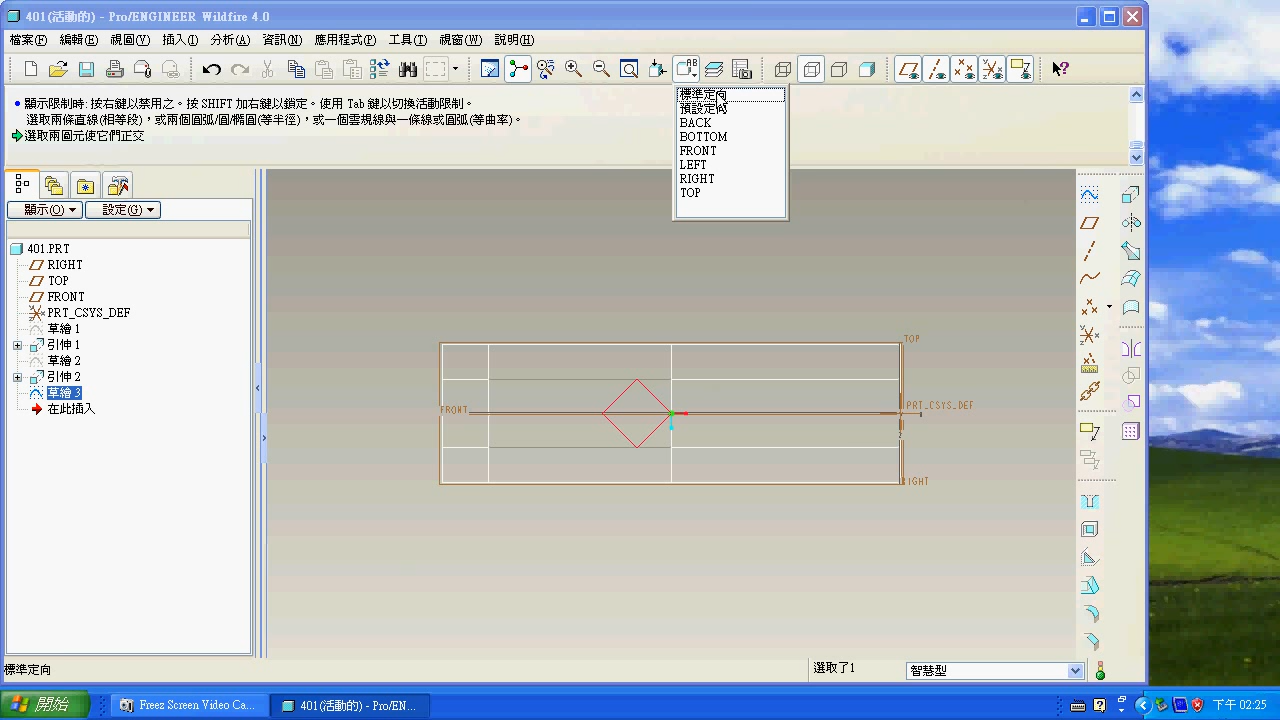 401(活動的) - Pro/ENGINEER Wildfire 4.0
檔案(F) 編輯(E) 視圖(V) 插入(I) 分析(A) 資訊(N) 應用程式(P) 工具(T) 視窗(W) 說明(H)
顯示限制時: 按右鍵以禁用之。按 SHIFT 加右鍵以鎖定。使用 Tab 鍵以切換活動限制。
選取兩條直線(相等段)，或兩個圓弧/圓/橢圓(等半徑)，或一個雲規線與一條線或圓弧(等曲率)。
選取兩圖元使它們正交
標準定向
預設定向
BACK
BOTTOM
FRONT
LEFT
RIGHT
TOP
顯示(O) 設定(G)
401.PRT
RIGHT
TOP
FRONT
PRT_CSYS_DEF
草繪 1
引伸 1
草繪 2
引伸 2
草繪 3
在此插入
TOP
FRONT
PRT_CSYS_DEF
RIGHT
標準定向
選取了1
智慧型
開始
Freez Screen Video Ca...
401(活動的) - Pro/EN...
下午 02:25